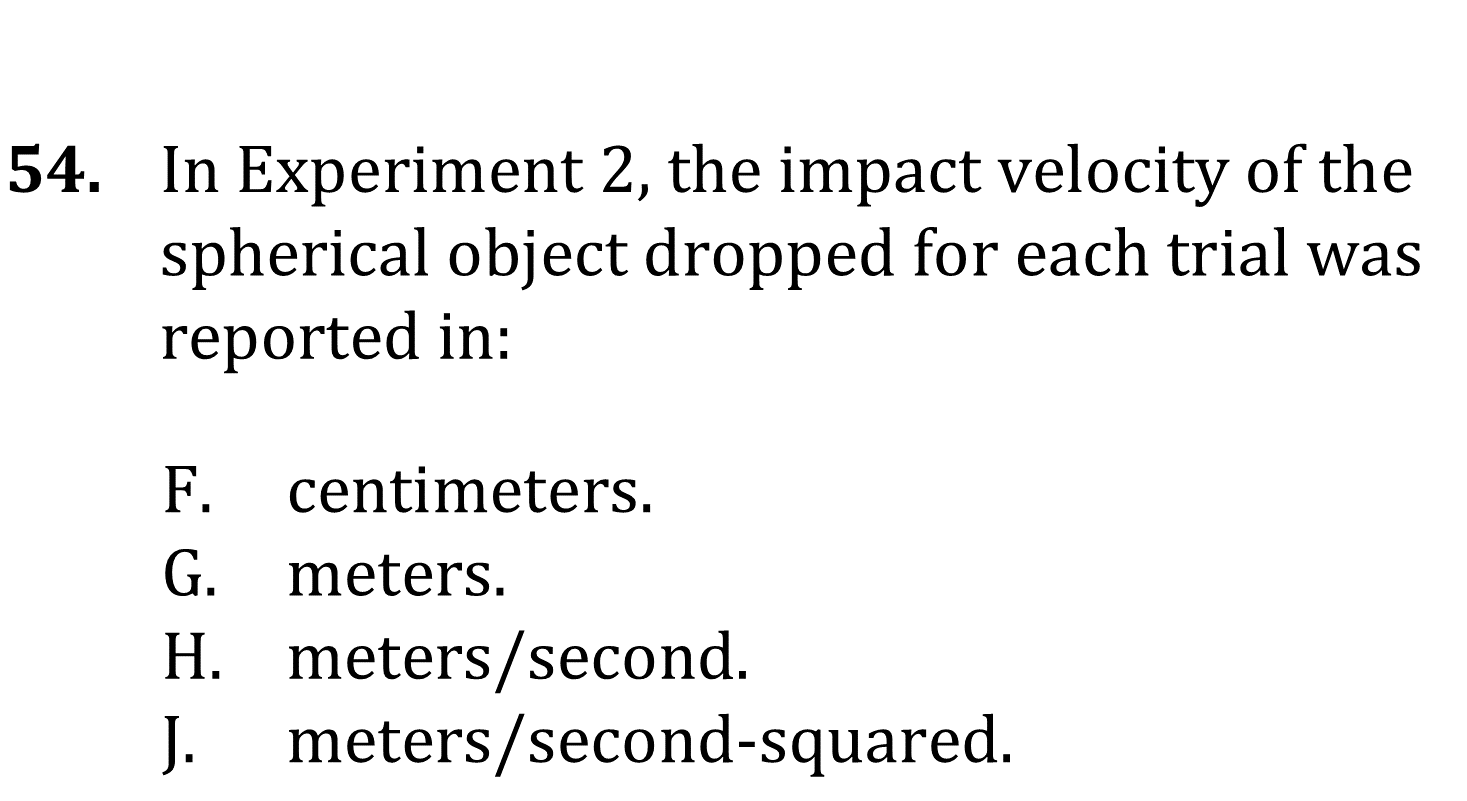 54. In Experiment 2, the impact velocity of the
spherical object dropped for each trial was
reported in:
F. centimeters.
G. meters.
H. meters/second.
J. meters/second-squared.